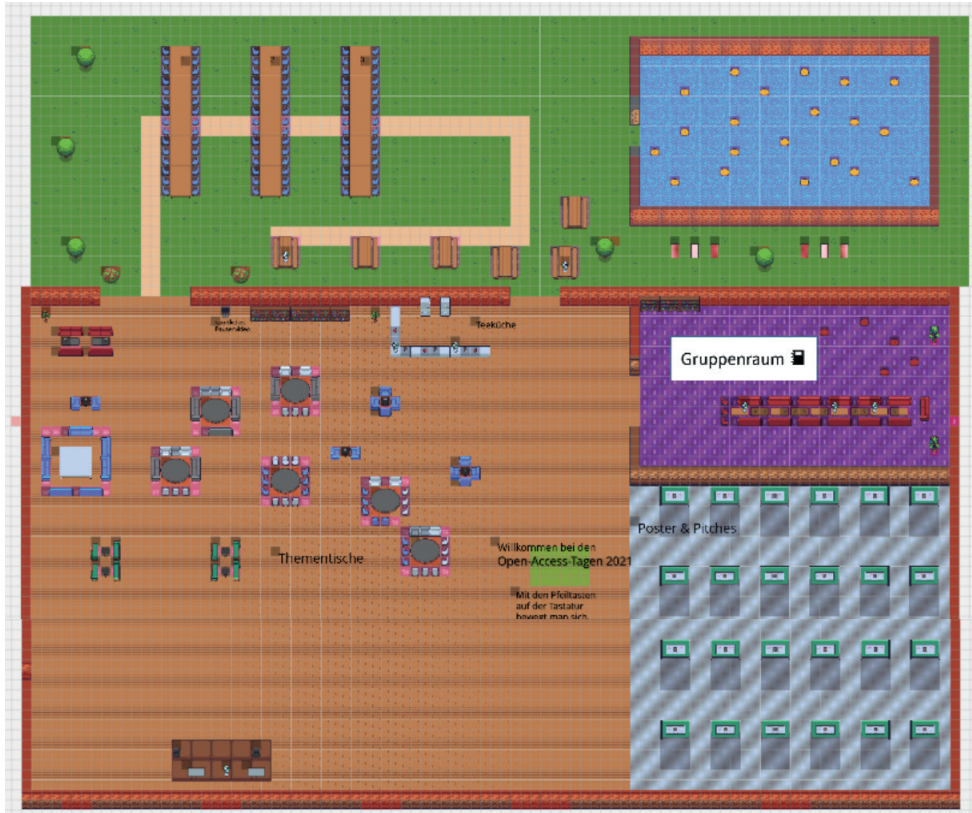 Pausenvideo
Teeküche
Gruppenraum
Poster & Pitches
Thementische
Willkommen bei den
Open-Access-Tagen 2021
Mit den Pfeiltasten
auf der Tastatur
bewegt man sich.